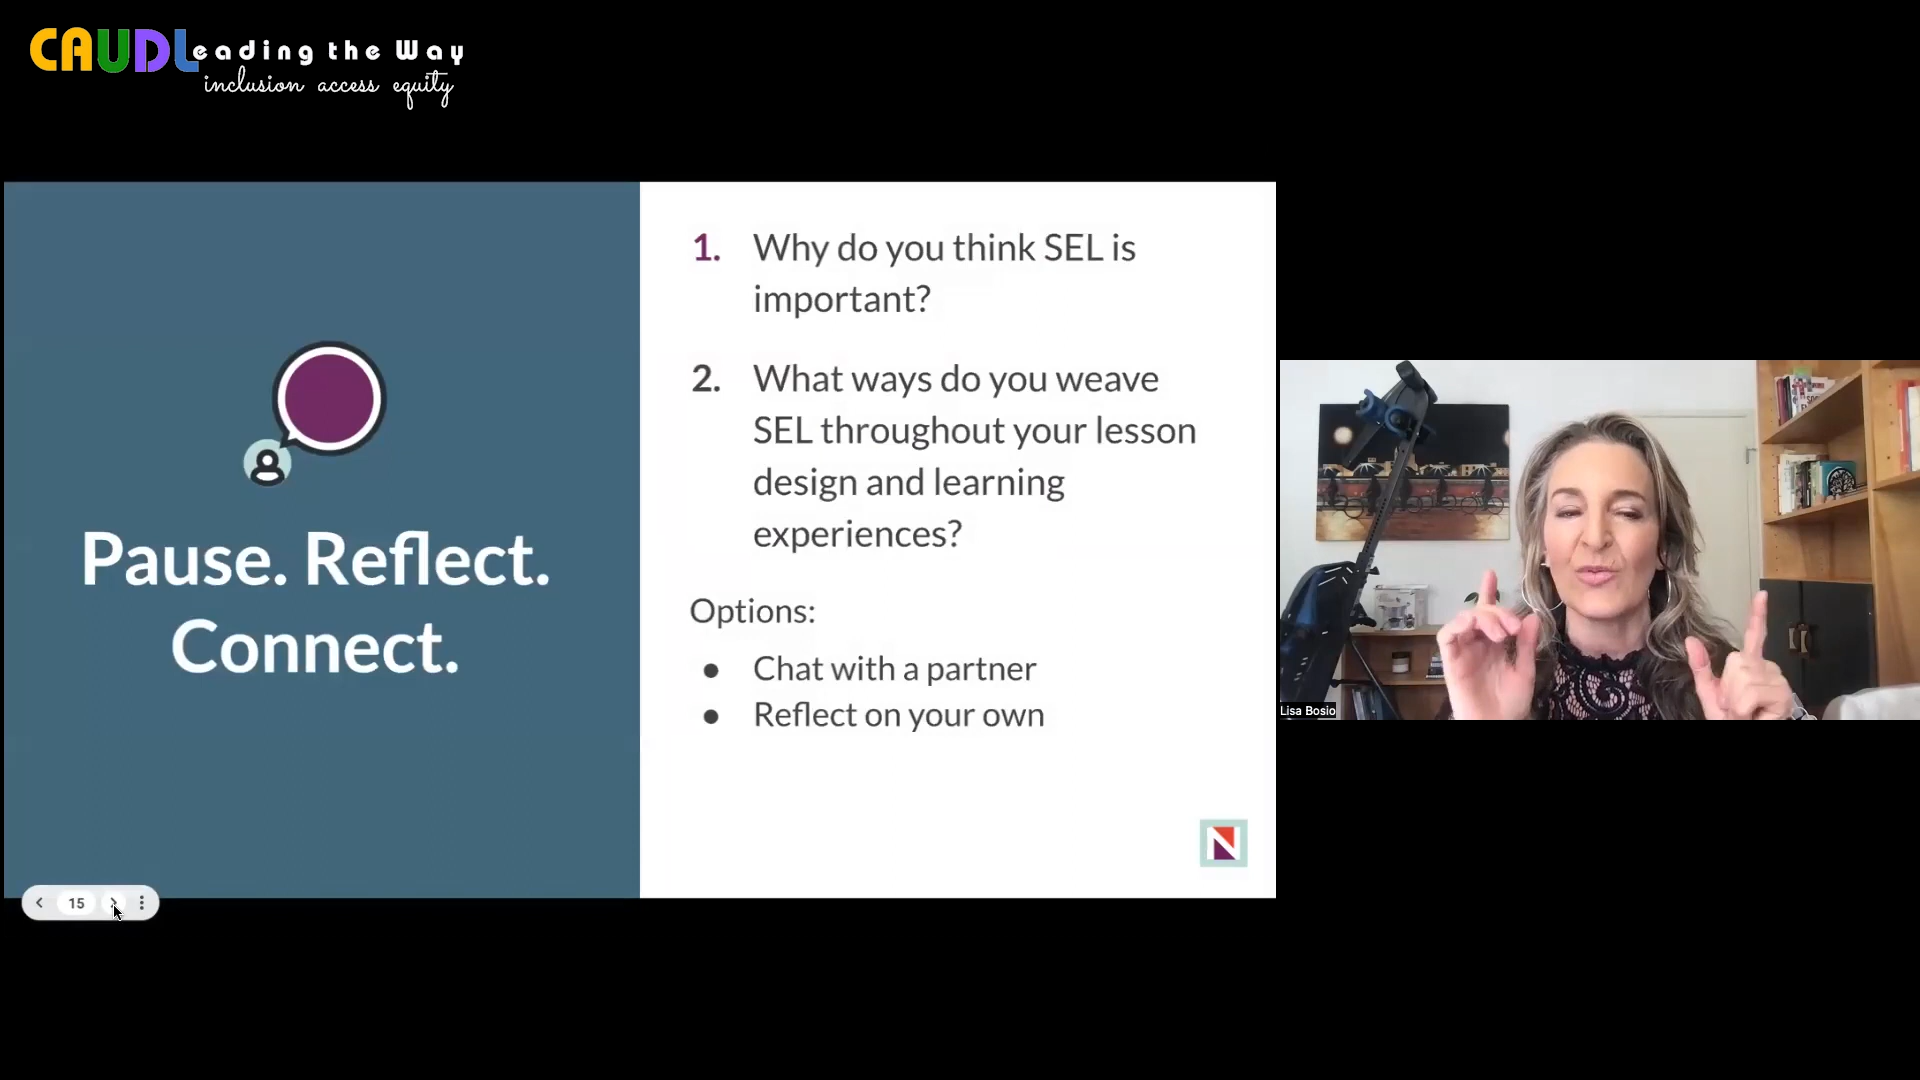 CAUDLeading the Way
inclusion access equity
Pause. Reflect.
Connect.
1. Why do you think SEL is
important?
2. What ways do you weave
SEL throughout your lesson
design and learning
experiences?
Options:
● Chat with a partner
● Reflect on your own
N
15
Lisa Bosio